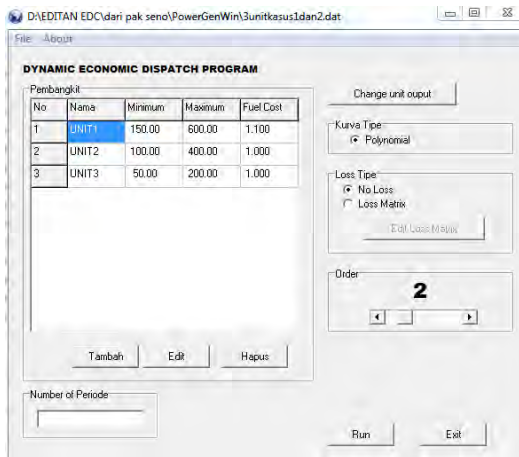 D:\EDITAN EDC\dari pak seno\PowerGenWin\3unitkasus1dan2.dat
File About
DYNAMIC ECONOMIC DISPATCH PROGRAM
Pembangkit
No Nama Minimum Maximum Fuel Cost
1 UNIT1 150.00 600.00 1.100
2 UNIT2 100.00 400.00 1.000
3 UNIT3 50.00 200.00 1.000
Tambah Edit Hapus
Number of Periode
Change unit ouput
Kurva Tipe
Polynomial
Loss Tipe
No Loss
Loss Matrix
Edit Loss Matrix
Order
2
Run Exit